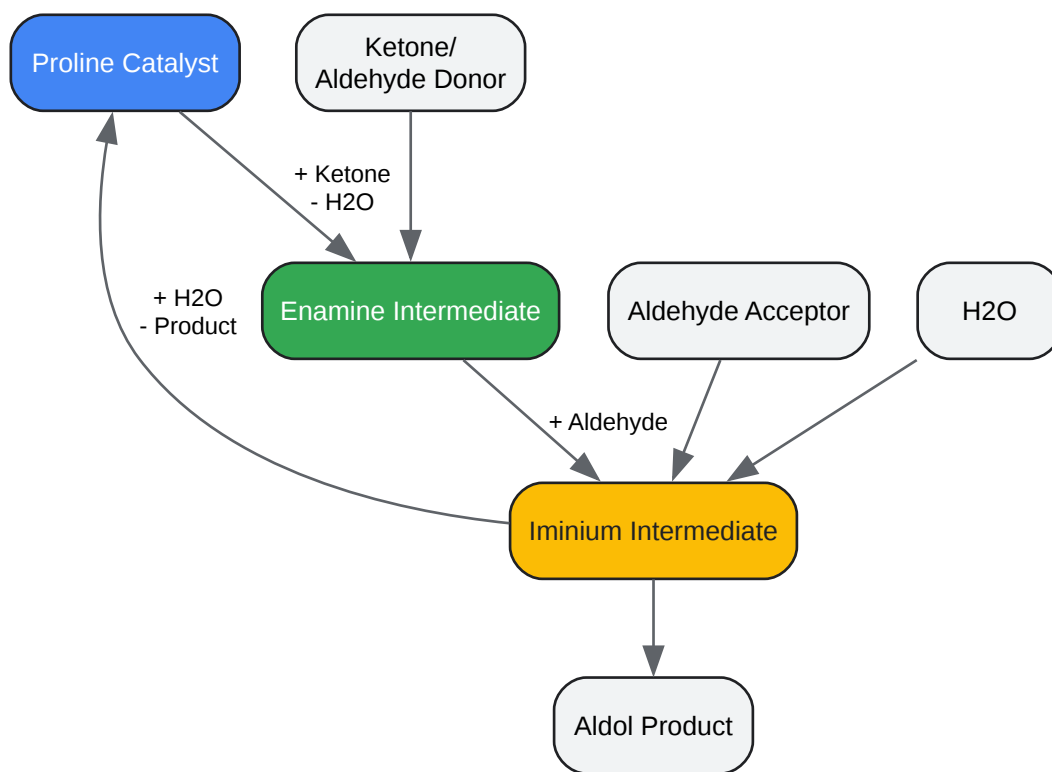 Proline Catalyst
Ketone/
Aldehyde Donor
+ Ketone
- H2O
+ H2O
- Product
Enamine Intermediate
Aldehyde Acceptor
H2O
+ Aldehyde
Iminium Intermediate
Aldol Product